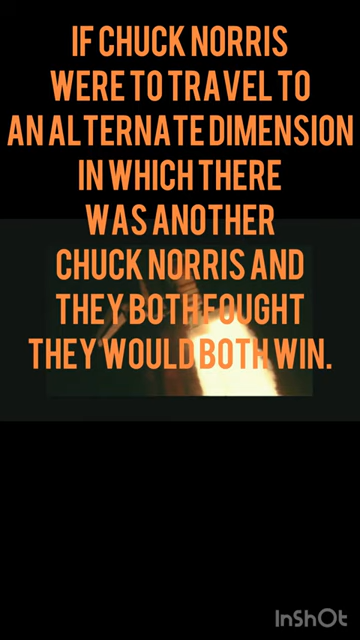 IF CHUCK NORRIS
WERE TO TRAVEL TO
AN ALTERNATE DIMENSION
IN WHICH THERE
WAS ANOTHER
CHUCK NORRIS AND
THEY BOTH FOUGHT
THEY WOULD BOTH WIN.
InShOt